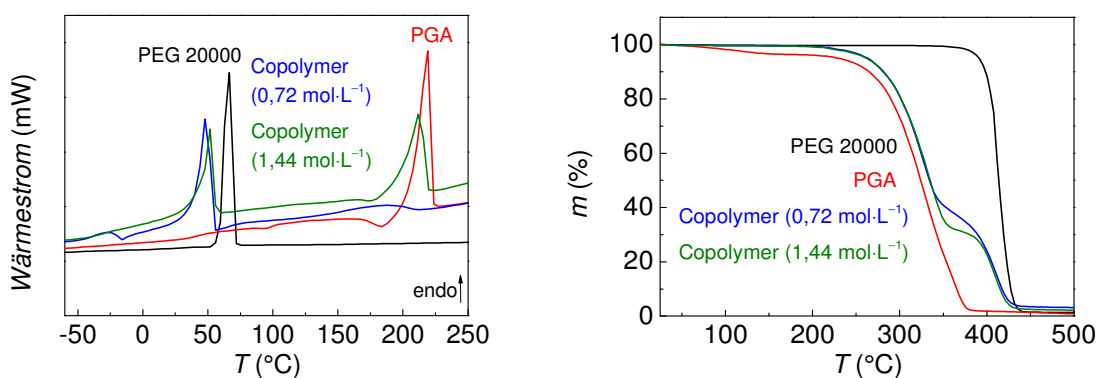 Wärmestrom (mW)
PEG 20000
PGA
Copolymer
(0,72 mol·L⁻¹)
Copolymer
(1,44 mol·L⁻¹)
endo
-50 0 50 100 150 200 250
T (°C)
m (%)
100
80
60
40
20
0
PEG 20000
PGA
Copolymer (0,72 mol·L⁻¹)
Copolymer (1,44 mol·L⁻¹)
100 200 300 400 500
T (°C)